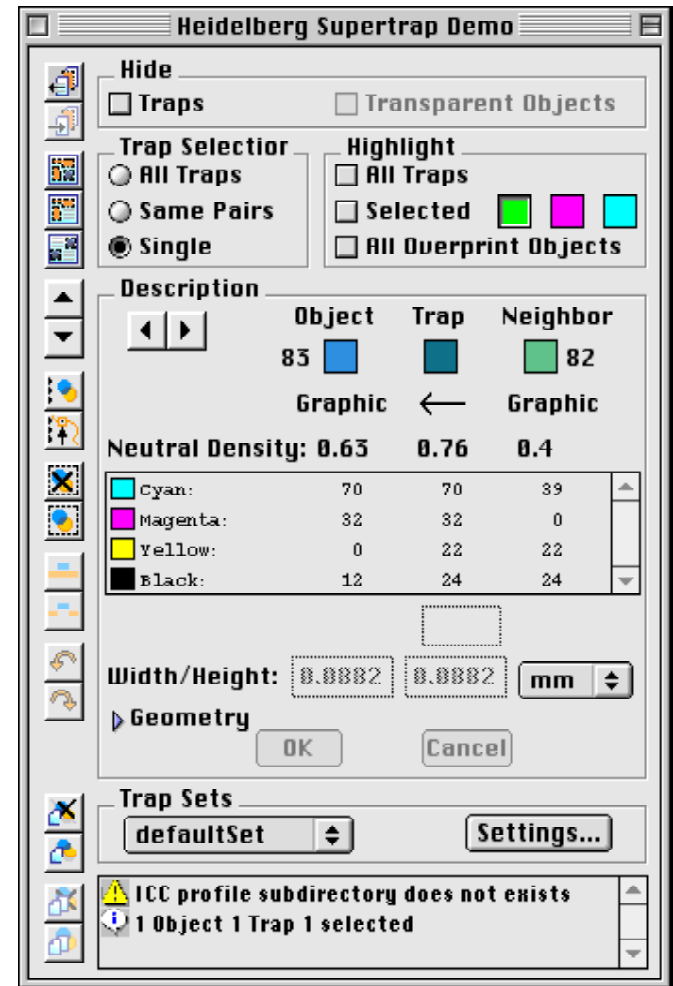 Heidelberg Supertrap Demo
Hide
Traps Transparent Objects
Trap Selection
All Traps
Same Pairs
Single
Highlight
All Traps
Selected
All Overprint Objects
Description
Object Trap Neighbor
83 82
Graphic ← Graphic
Neutral Density: 0.63 0.76 0.4
Cyan: 70 70 39
Magenta: 32 32 0
Yellow: 0 22 22
Black: 12 24 24
Width/Height: 0.0882 0.0882 mm
Geometry
OK Cancel
Trap Sets
defaultSet Settings...
ICC profile subdirectory does not exists
1 Object 1 Trap 1 selected